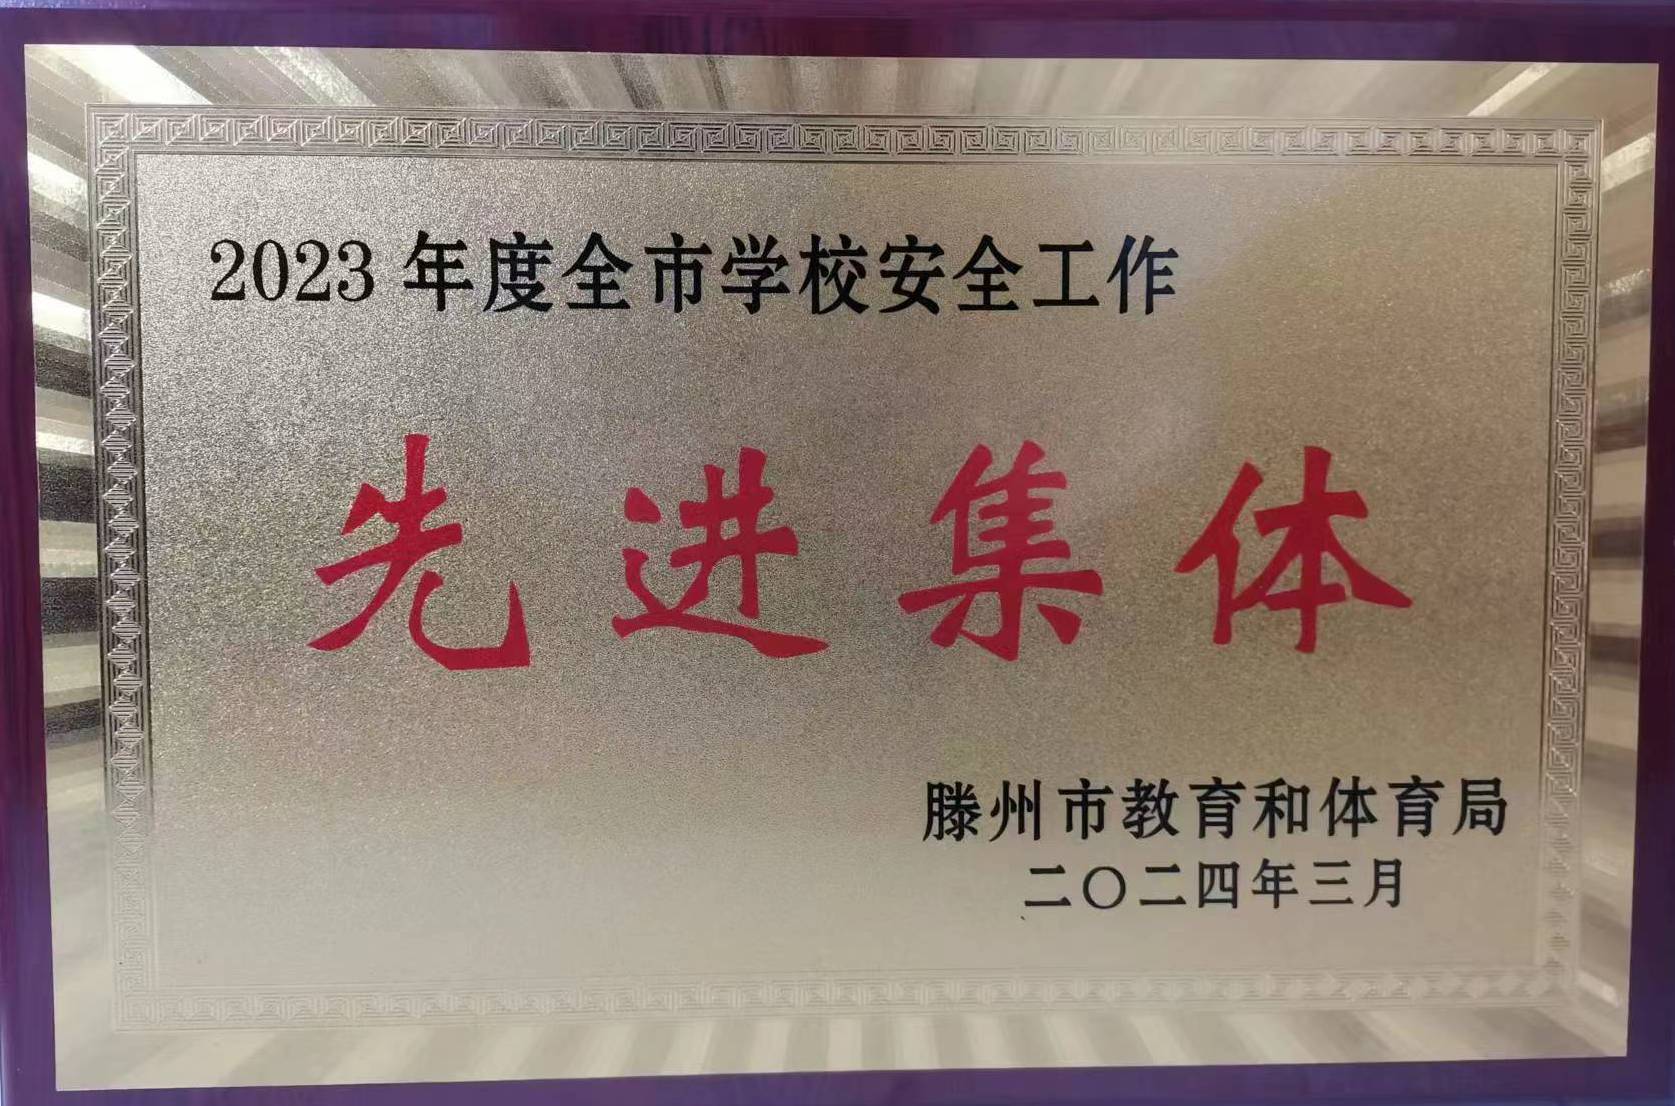 2023 年度全市学校安全工作
先进集体
滕州市教育和体育局
二〇二四年三月